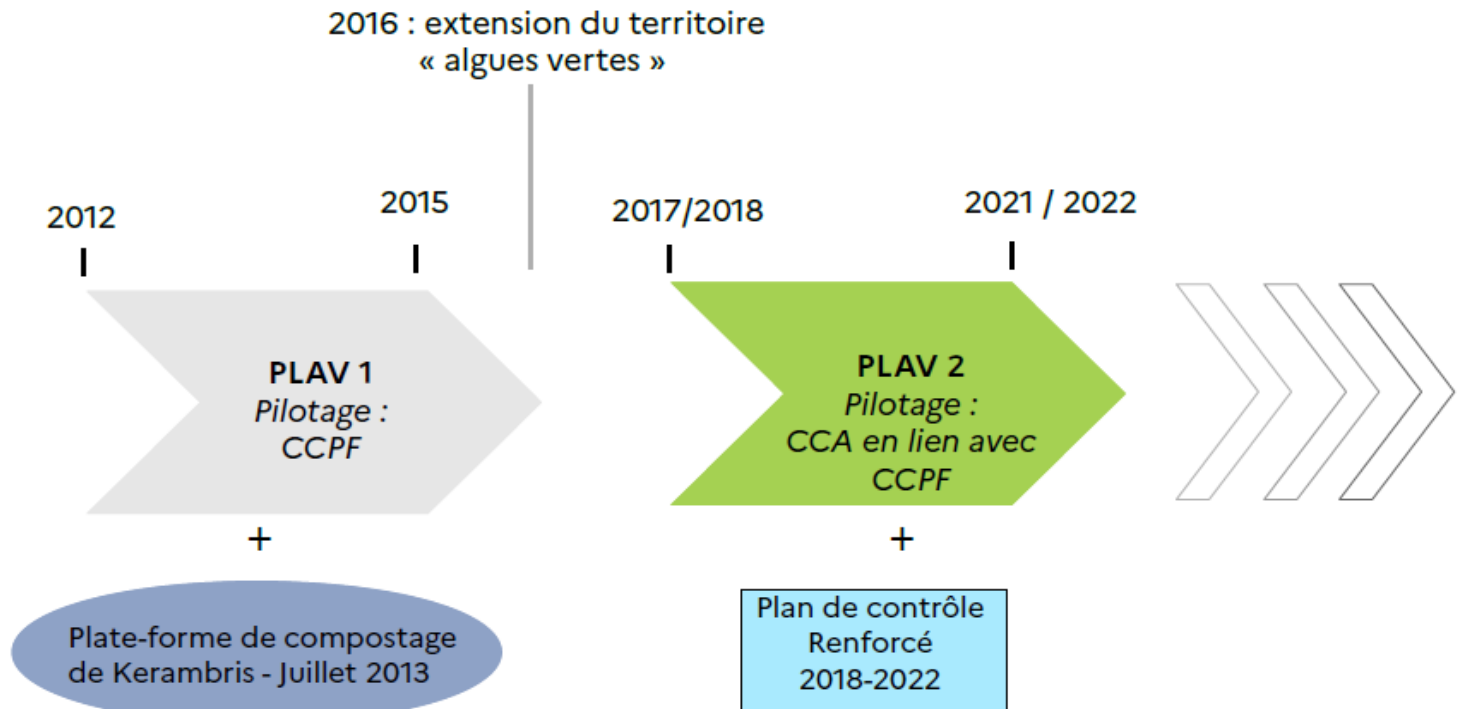 2016 : extension du territoire
« algues vertes »
2012
2015
2017/2018
2021 / 2022
PLAV 1
Pilotage :
CCPF
PLAV 2
Pilotage :
CCA en lien avec
CCPF
+
+
Plate-forme de compostage
de Kerambris - Juillet 2013
Plan de contrôle
Renforcé
2018-2022